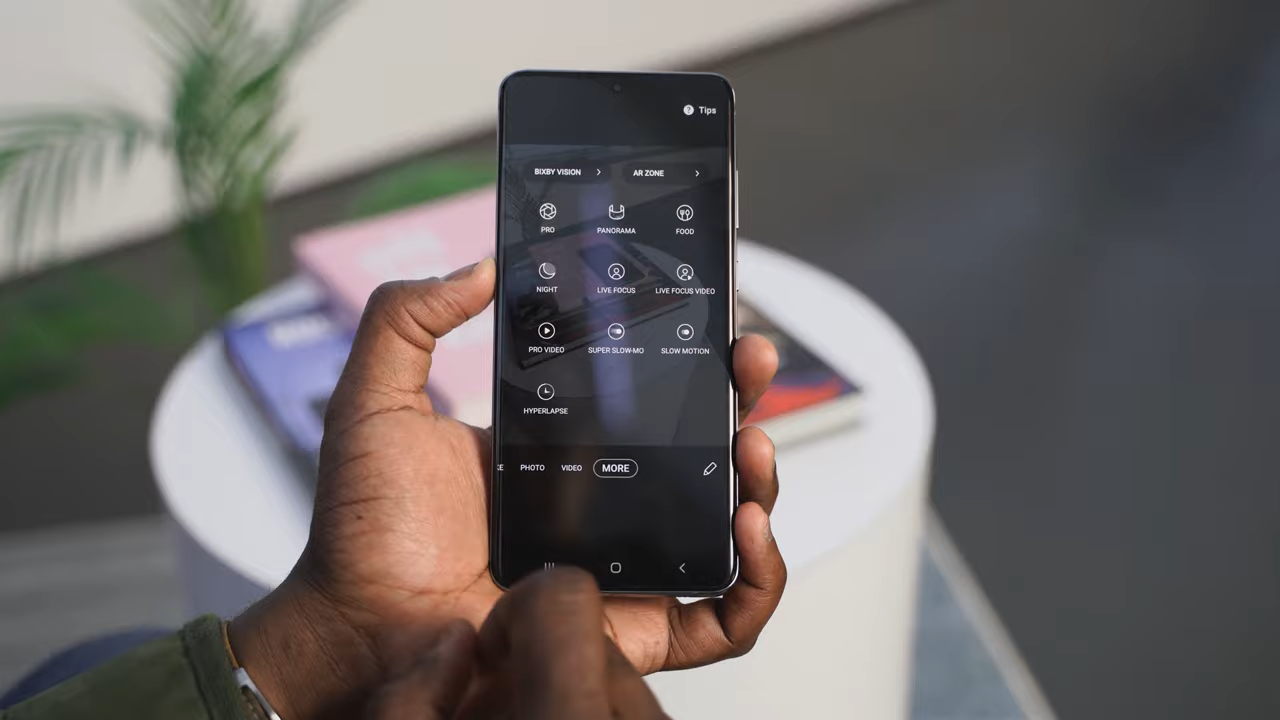 Tips
BIXBY VISION
AR ZONE
PRO
PANORAMA
FOOD
NIGHT
LIVE FOCUS
LIVE FOCUS VIDEO
PRO VIDEO
SUPER SLOW-MO
SLOW MOTION
HYPERLAPSE
PHOTO
VIDEO
MORE